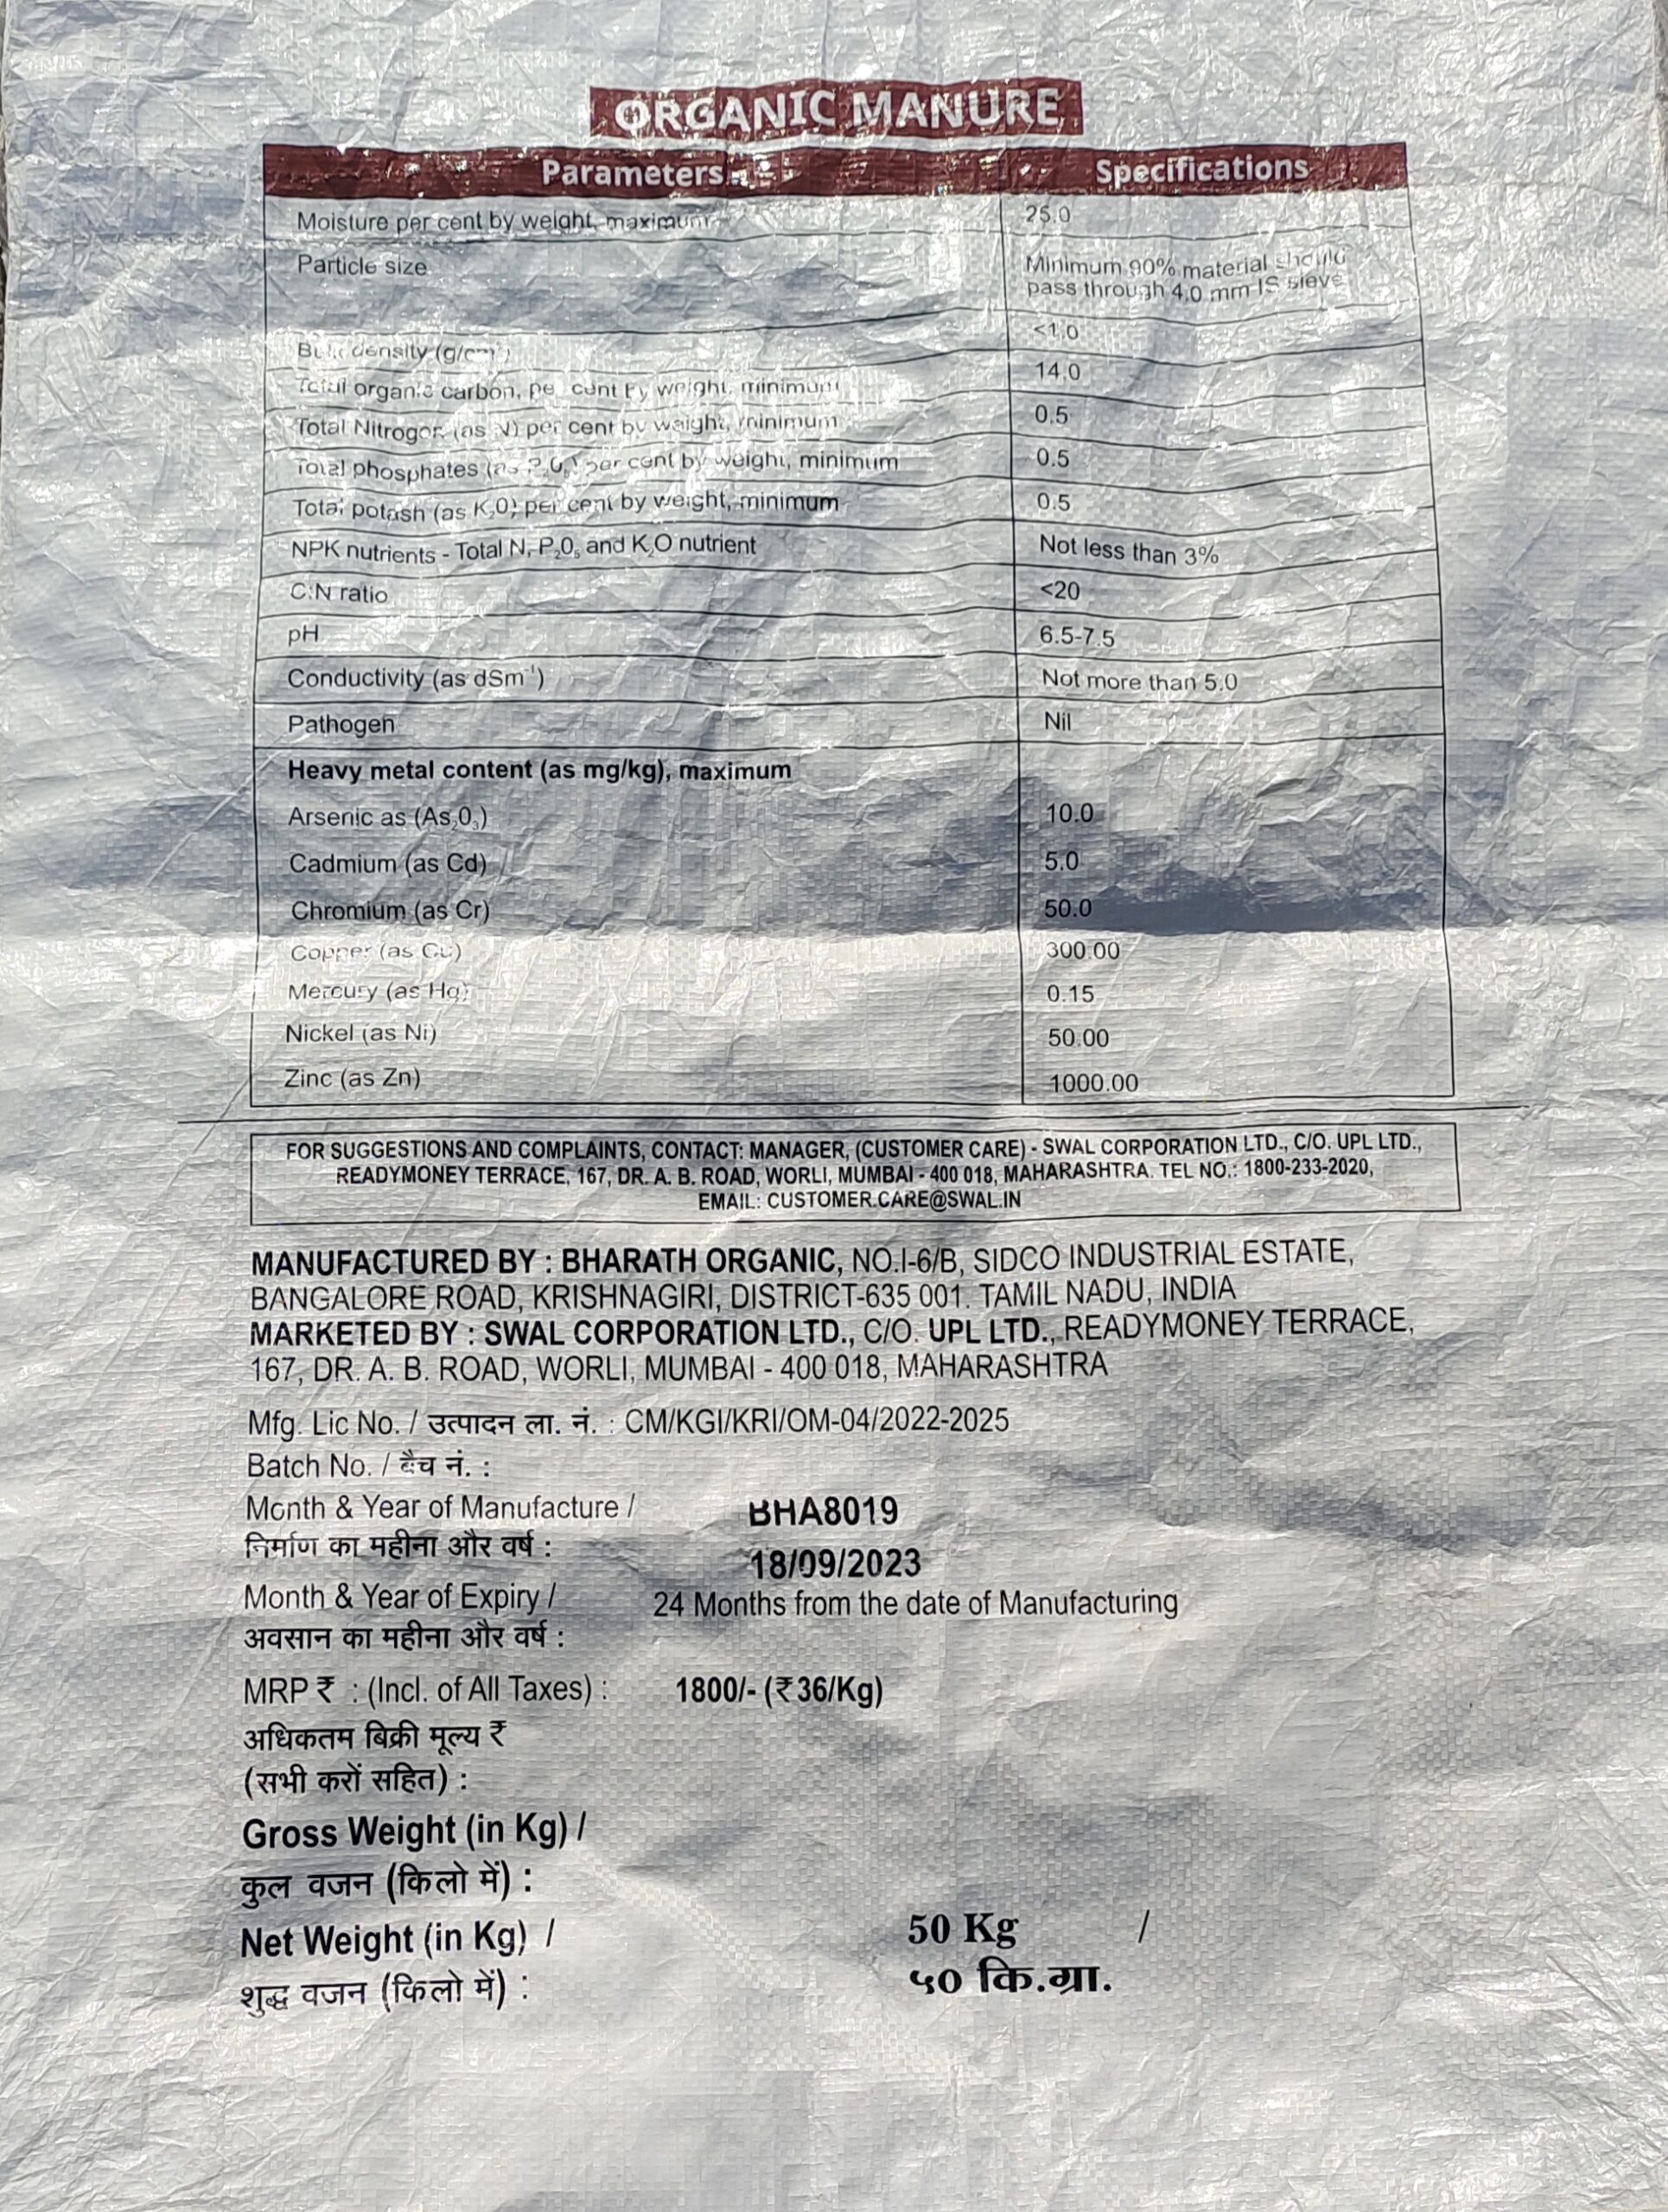 ORGANIC MANURE
Parameters Specifications
Moisture per cent by weight, maximum 25.0
Particle size Minimum 90% material should
pass through 4.0 mm IS sieve
Bulk density (g/cm³) <1.0
Total organic carbon, per cent by weight, minimum 14.0
Total Nitrogen (as N) per cent by weight, minimum 0.5
Total phosphates (as P₂0₅) per cent by weight, minimum 0.5
Total potash (as K₂0) per cent by weight, minimum 0.5
NPK nutrients - Total N, P₂0₅ and K₂O nutrient Not less than 3%
C:N ratio <20
pH 6.5-7.5
Conductivity (as dSm⁻¹) Not more than 5.0
Pathogen Nil
Heavy metal content (as mg/kg), maximum
Arsenic as (As₂0₃) 10.0
Cadmium (as Cd) 5.0
Chromium (as Cr) 50.0
Copper (as Cu) 300.00
Mercury (as Hg) 0.15
Nickel (as Ni) 50.00
Zinc (as Zn) 1000.00
FOR SUGGESTIONS AND COMPLAINTS, CONTACT: MANAGER, (CUSTOMER CARE) - SWAL CORPORATION LTD., C/O. UPL LTD.,
READYMONEY TERRACE, 167, DR. A. B. ROAD, WORLI, MUMBAI - 400 018, MAHARASHTRA. TEL NO.: 1800-233-2020,
EMAIL: CUSTOMER.CARE@SWAL.IN
MANUFACTURED BY : BHARATH ORGANIC, NO.I-6/B, SIDCO INDUSTRIAL ESTATE,
BANGALORE ROAD, KRISHNAGIRI, DISTRICT-635 001. TAMIL NADU, INDIA
MARKETED BY : SWAL CORPORATION LTD., C/O. UPL LTD., READYMONEY TERRACE,
167, DR. A. B. ROAD, WORLI, MUMBAI - 400 018, MAHARASHTRA
Mfg. Lic No. / उत्पादन ला. नं. : CM/KGI/KRI/OM-04/2022-2025
Batch No. / बैच नं. :
Month & Year of Manufacture / BHA8019
निर्माण का महीना और वर्ष : 18/09/2023
Month & Year of Expiry / 24 Months from the date of Manufacturing
अवसान का महीना और वर्ष :
MRP ₹ : (Incl. of All Taxes) : 1800/- (₹36/Kg)
अधिकतम बिक्री मूल्य ₹
(सभी करों सहित) :
Gross Weight (in Kg) /
कुल वजन (किलो में) :
Net Weight (in Kg) / 50 Kg /
शुद्ध वजन (किलो में) : ५० कि.ग्रा.